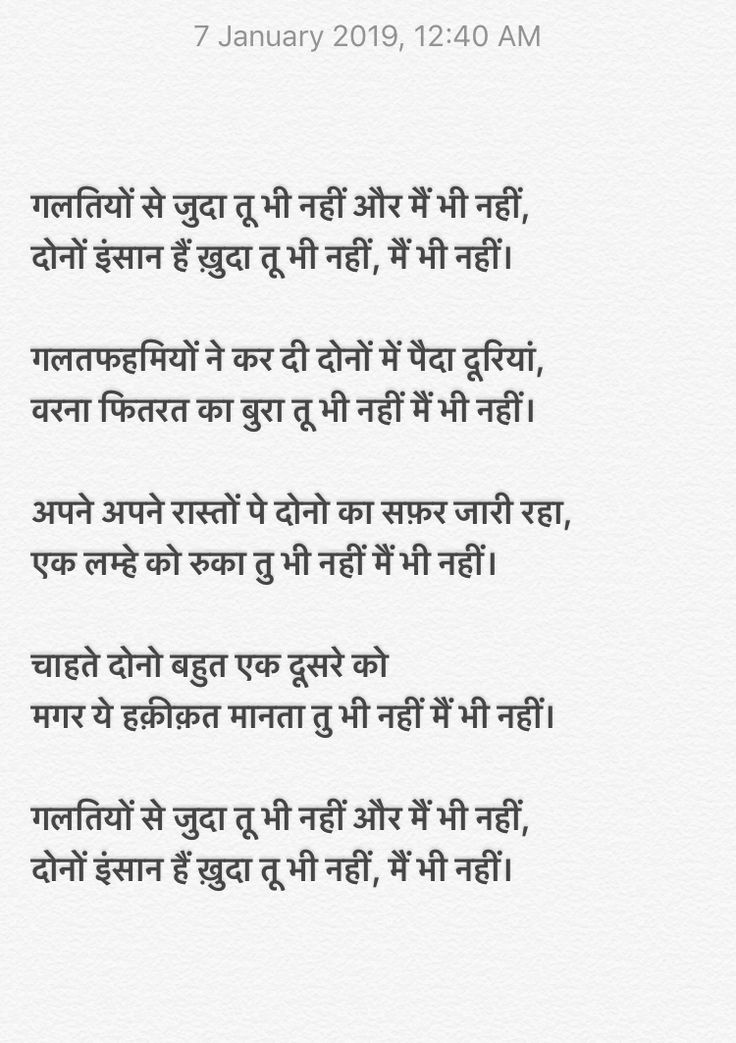 7 January 2019, 12:40 AM
गलतियों से जुदा तू भी नहीं और मैं भी नहीं,
दोनों इंसान हैं ख़ुदा तू भी नहीं, मैं भी नहीं।
गलतफहमियों ने कर दी दोनों में पैदा दूरियां,
वरना फितरत का बुरा तू भी नहीं मैं भी नहीं।
अपने अपने रास्तों पे दोनो का सफ़र जारी रहा,
एक लम्हे को रुका तु भी नहीं मैं भी नहीं।
चाहते दोनो बहुत एक दूसरे को
मगर ये हक़ीक़त मानता तु भी नहीं मैं भी नहीं।
गलतियों से जुदा तू भी नहीं और मैं भी नहीं,
दोनों इंसान हैं ख़ुदा तू भी नहीं, मैं भी नहीं।